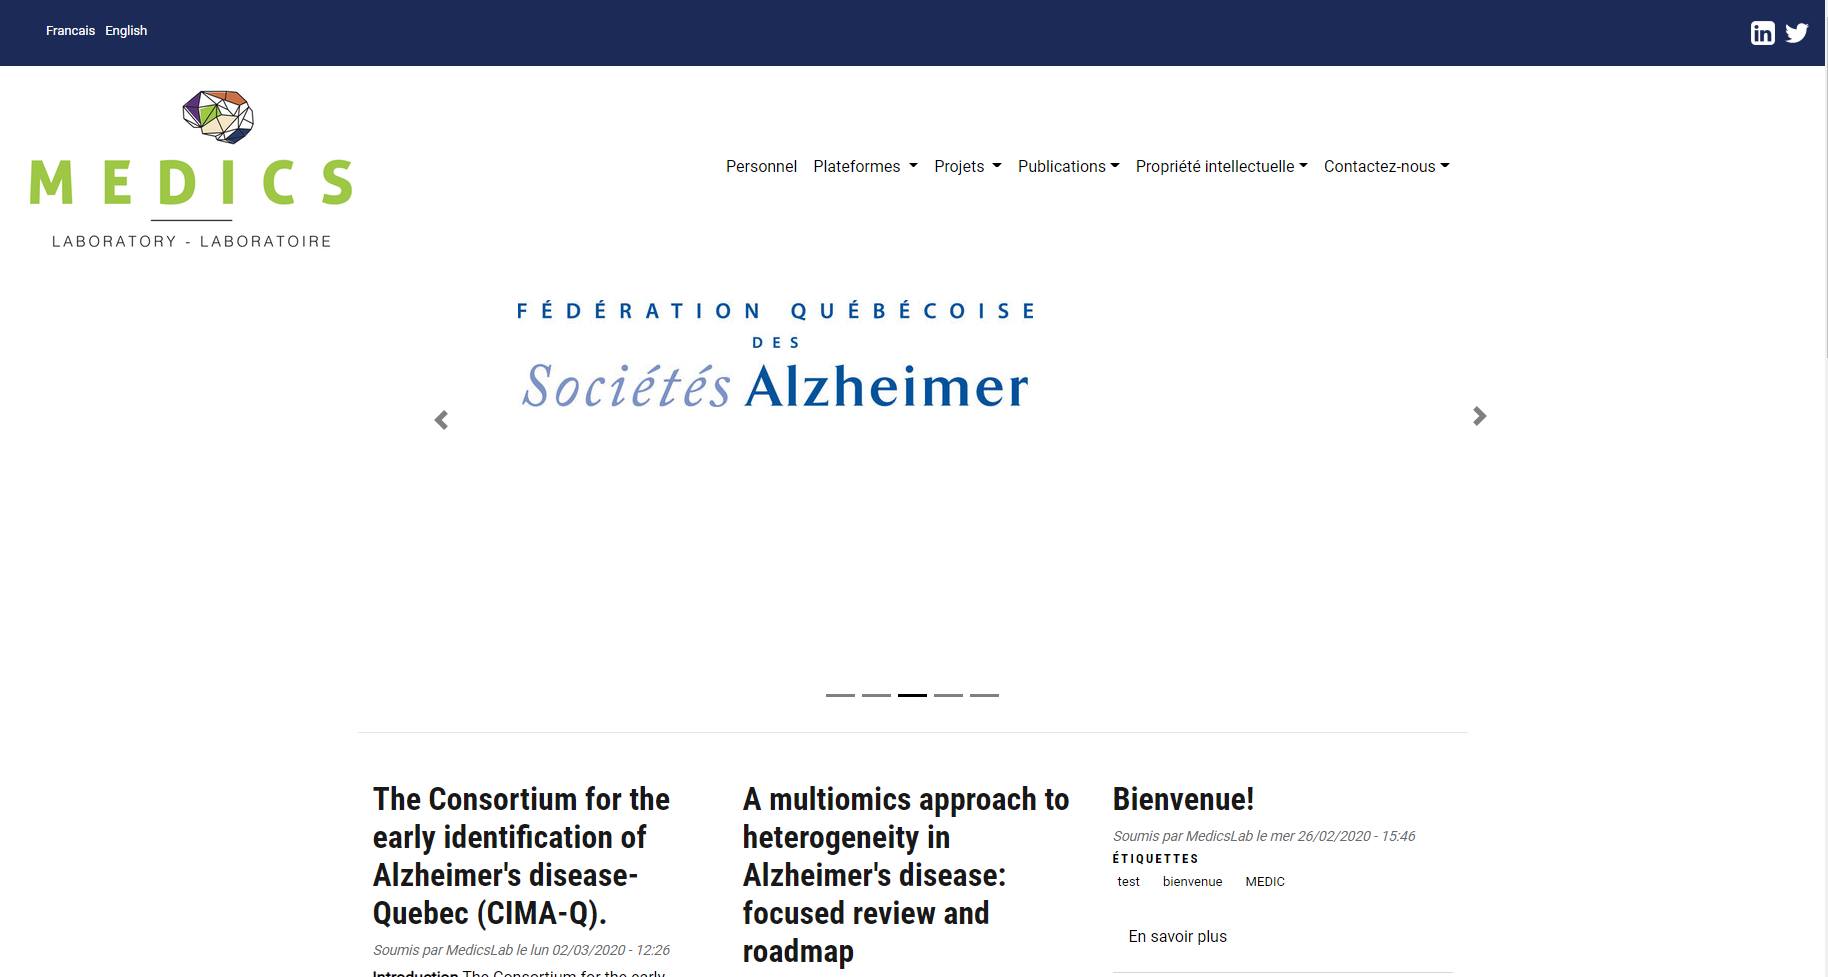 Francais English
MEDICS
LABORATORY - LABORATOIRE
Personnel Plateformes Projets Publications Propriété intellectuelle Contactez-nous
FÉDÉRATION QUÉBÉCOISE
DES
Sociétés Alzheimer
The Consortium for the
early identification of
Alzheimer's disease-
Quebec (CIMA-Q).
Soumis par MedicsLab le lun 02/03/2020 - 12:26
Introduction The Consortium for the early
A multiomics approach to
heterogeneity in
Alzheimer's disease:
focused review and
roadmap
Bienvenue!
Soumis par MedicsLab le mer 26/02/2020 - 15:46
ÉTIQUETTES
test bienvenue MEDIC
En savoir plus